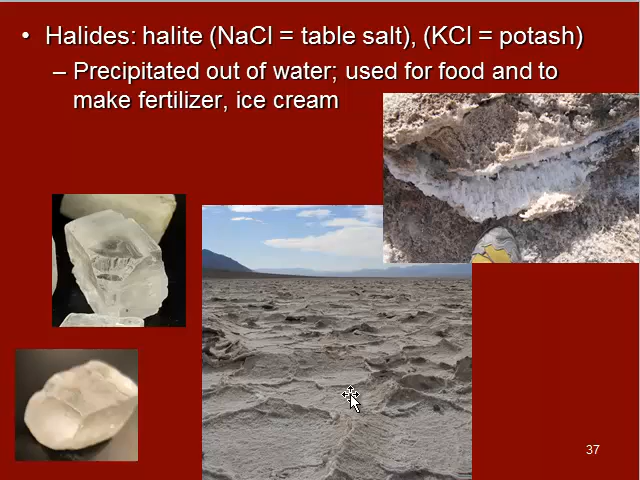 • Halides: halite (NaCl = table salt), (KCl = potash)
– Precipitated out of water; used for food and to
make fertilizer, ice cream
37